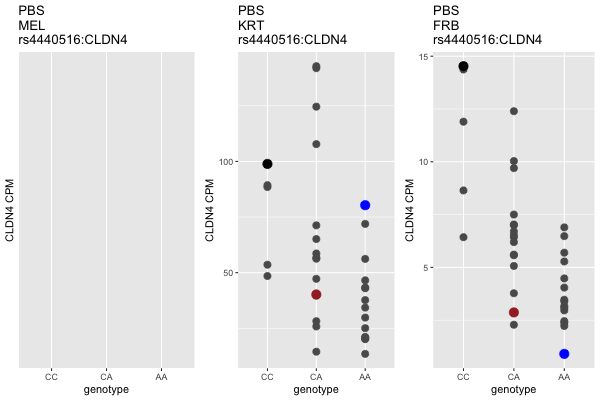 PBS
MEL
rs4440516:CLDN4
CLDN4 CPM
CC
CA
AA
genotype
PBS
KRT
rs4440516:CLDN4
CLDN4 CPM
100
50
CC
CA
AA
genotype
PBS
FRB
rs4440516:CLDN4
CLDN4 CPM
15
10
5
CC
CA
AA
genotype